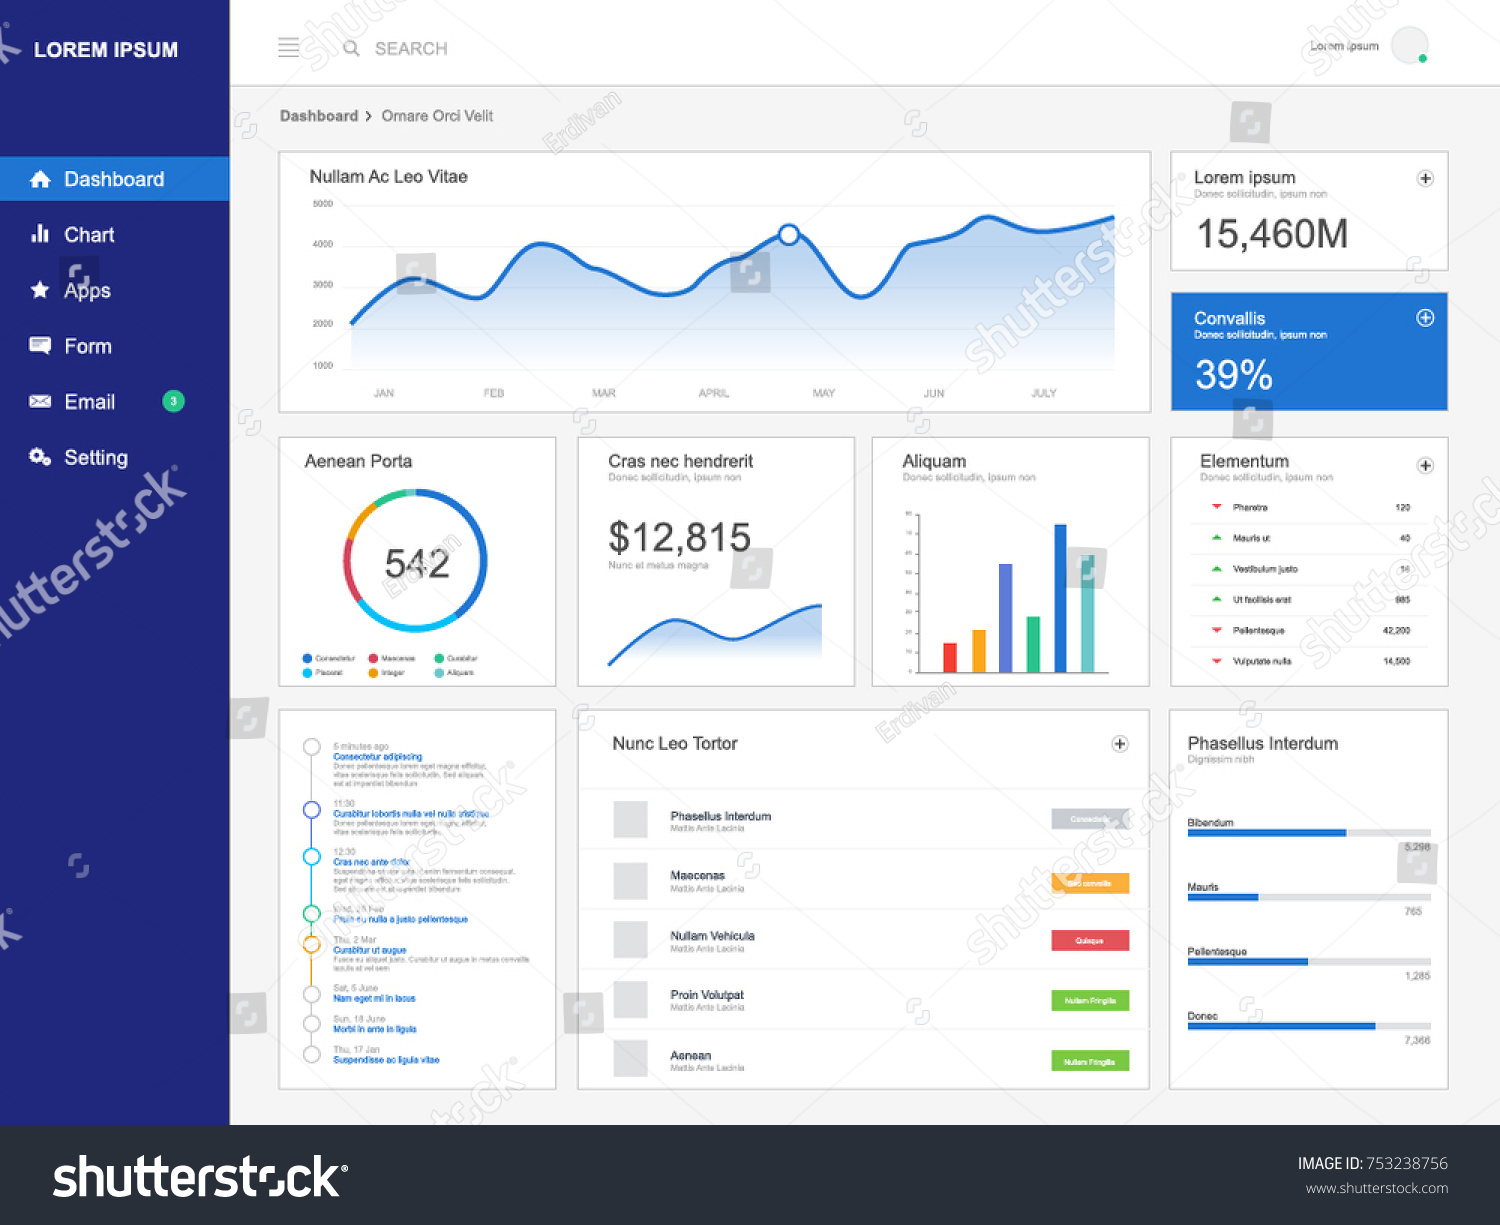 LOREM IPSUM
SEARCH
Lorem Ipsum
Dashboard
Chart
Apps
Form
Email 3
Setting
Dashboard > Ornare Orci Velit
Nullam Ac Leo Vitae
5000
4000
3000
2000
1000
JAN FEB MAR APRIL MAY JUN JULY
Lorem ipsum
Donec sollicitudin, ipsum non
15,460M
Convallis
Donec sollicitudin, ipsum non
39%
Aenean Porta
542
Consectetur Maecenas Curabitur
Placerat Integer Aliquam
Cras nec hendrerit
Donec sollicitudin, ipsum non
$12,815
Nunc et metus magna
Aliquam
Donec sollicitudin, ipsum non
80
70
60
50
40
30
20
10
0
Elementum
Donec sollicitudin, ipsum non
Pharetra 120
Mauris ut 40
Vestibulum justo
Ut facilisis erat 985
Pellentesque 42,200
Vulputate nulla 14,500
5 minutes ago
Consectetur adipiscing
Donec pellentesque lorem eget magna efficitur,
vitae scelerisque felis sollicitudin. Sed aliquam
est at imperdiet bibendum
11:30
Curabitur lobortis nulla vel nulla tristique
Donec pellentesque lorem eget magna efficitur,
vitae scelerisque felis sollicitudin.
12:30
Cras nec ante dolor
Suspendisse at vitae enim fermentum consequat,
eget magna efficitur, vitae scelerisque felis sollicitudin.
Sed aliquam est at imperdiet bibendum
Wed, Feb
Proin eu nulla a justo pellentesque
Thu, 2 Mar
Curabitur ut augue
Fusce eu aliquet justo. Curabitur ut augue in metus convallis
iaculis at vel sem
Sat, 5 June
Nam eget mi in lacus
Sun, 18 June
Morbi in ante in ligula
Thu, 17 Jan
Suspendisse ac ligula vitae
Nunc Leo Tortor
Phasellus Interdum
Mattis Ante Lacinia
Consectetur
Maecenas
Mattis Ante Lacinia
Sed convallis
Nullam Vehicula
Mattis Ante Lacinia
Quisque
Proin Volutpat
Mattis Ante Lacinia
Nullam Fringilla
Aenean
Mattis Ante Lacinia
Nullam Fringilla
Phasellus Interdum
Dignissim nibh
Bibendum
5,298
Mauris
765
Pellentesque
1,285
Donec
7,366
shutterstock
Erdivan
shutterstock
IMAGE ID: 753238756
www.shutterstock.com